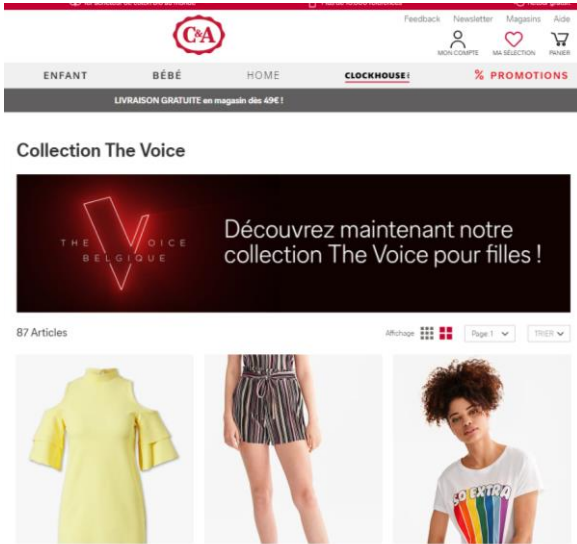 Feedback Newsletter Magasins Aide
C&A
MON COMPTE MA SÉLECTION PANIER
ENFANT BÉBÉ HOME CLOCKHOUSE % PROMOTIONS
LIVRAISON GRATUITE en magasin dès 49€ !
Collection The Voice
THE VOICE
BELGIQUE
Découvrez maintenant notre
collection The Voice pour filles !
87 Articles Affichage Page 1 TRIER
SO EXTRA